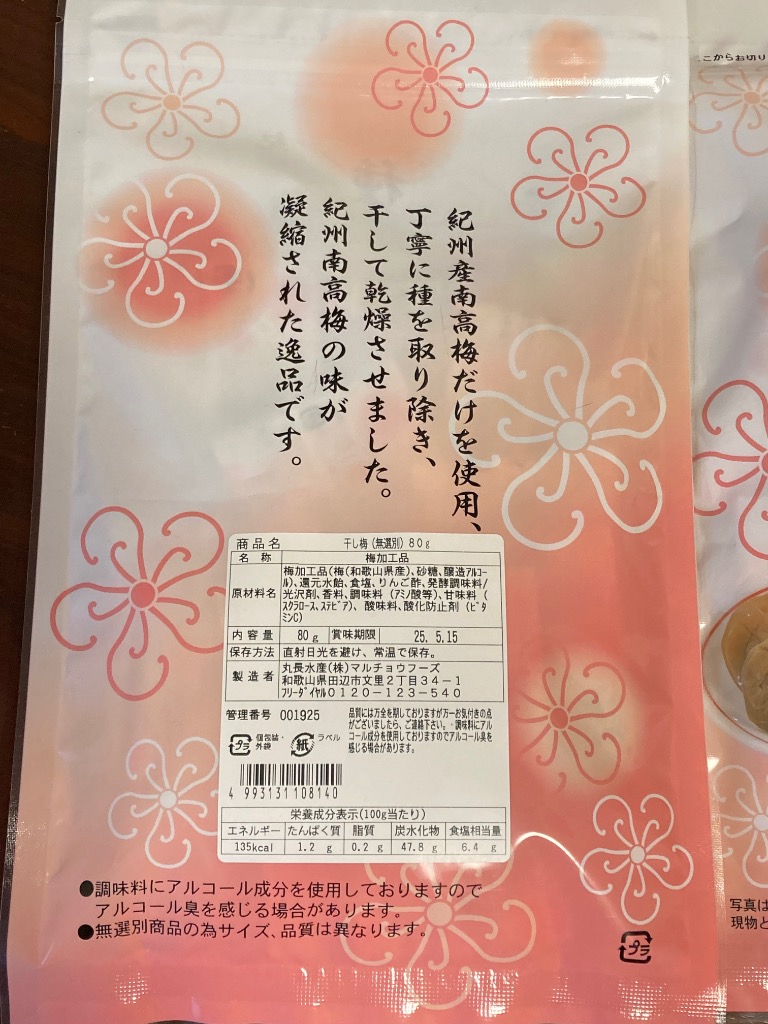 ここからお切り
紀州産南高梅だけを使用、
丁寧に種を取り除き、
干して乾燥させました。
紀州南高梅の味が
凝縮された逸品です。
商品名 干し梅(無選別)80g
名 称 梅加工品
原材料名 梅加工品(梅(和歌山県産)、砂糖、醸造アルコー
ル)、還元水飴、食塩、りんご酢、発酵調味料/
光沢剤、香料、調味料(アミノ酸等)、甘味料(
スクラロース、ステビア)、酸味料、酸化防止剤(ビタ
ミンC)
内容量 80g 賞味期限 25. 5.15
保存方法 直射日光を避け、常温で保存。
製造者 丸長水産(株)マルチョウフーズ
和歌山県田辺市文里2丁目34-1
フリーダイヤル0120-123-540
管理番号 001925
品質には万全を期しておりますが万一お気付きの点
がございましたら、ご連絡下さい。・調味料にアル
コール成分を使用しておりますのでアルコール臭を
感じる場合があります。
プラ 個包装・
外袋
紙 ラベル
4 993131108140
栄養成分表示(100g当たり)
エネルギー たんぱく質 脂質 炭水化物 食塩相当量
135kcal 1.2 g 0.2 g 47.8 g 6.4 g
●調味料にアルコール成分を使用しておりますので
アルコール臭を感じる場合があります。
●無選別商品の為サイズ、品質は異なります。
プラ
写真は
現物と